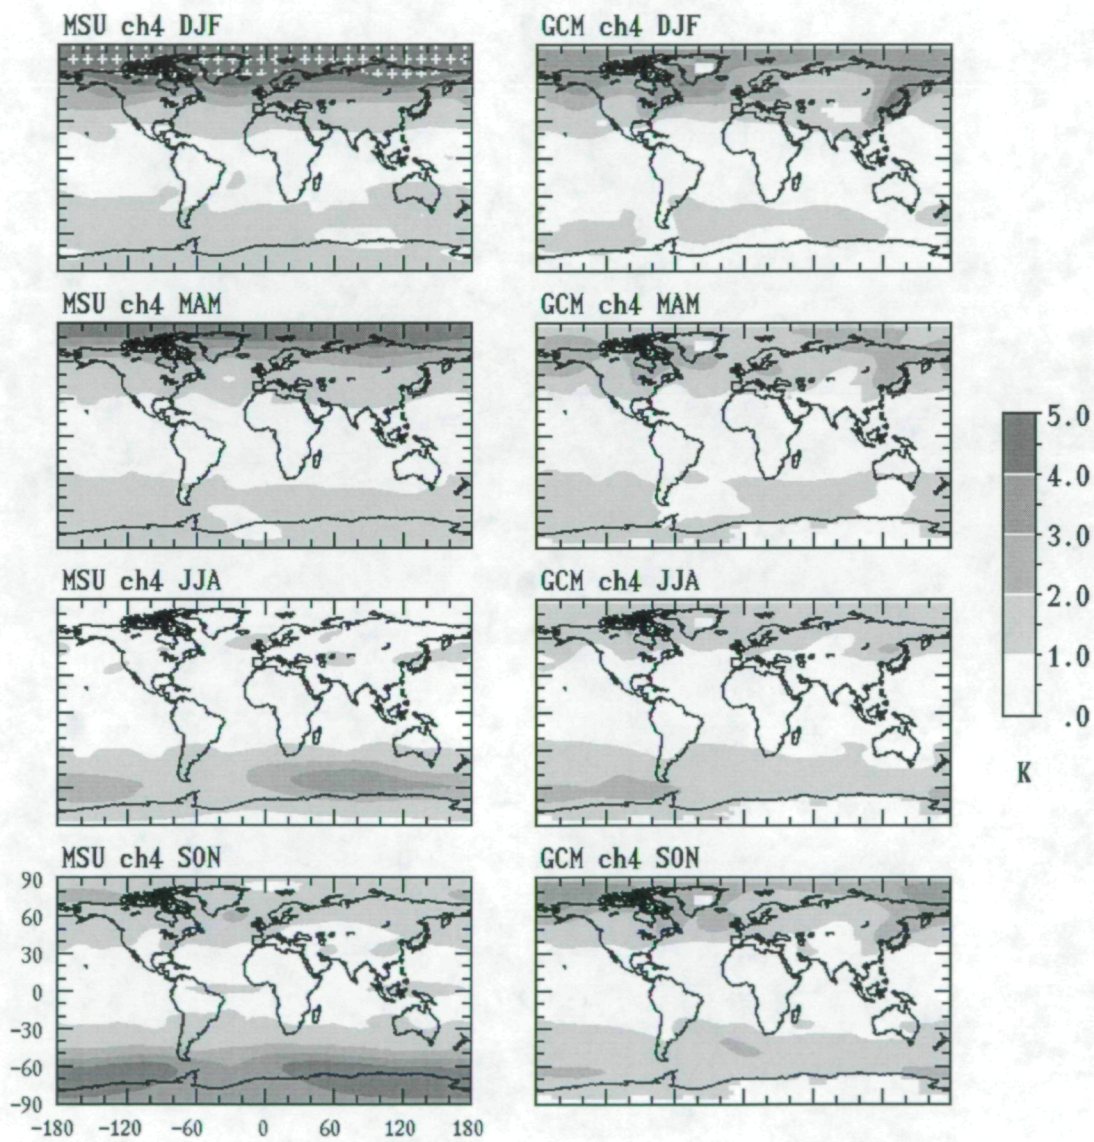 MSU ch4 DJF
GCM ch4 DJF
MSU ch4 MAM
GCM ch4 MAM
MSU ch4 JJA
GCM ch4 JJA
MSU ch4 SON
GCM ch4 SON
90
60
30
0
-30
-60
-90
-180 -120 -60 0 60 120 180
5.0
4.0
3.0
2.0
1.0
.0
K